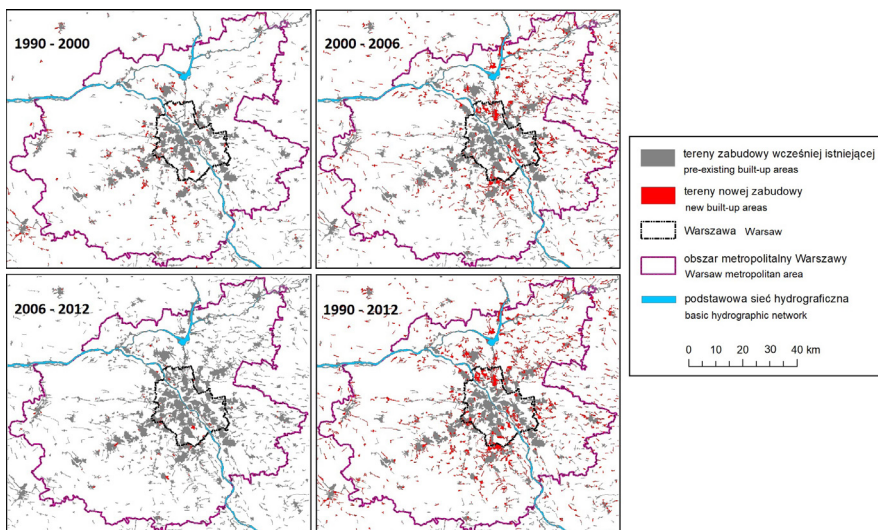 1990 - 2000
2000 - 2006
2006 - 2012
1990 - 2012
tereny zabudowy wcześniej istniejącej
pre-existing built-up areas
tereny nowej zabudowy
new built-up areas
Warszawa Warsaw
obszar metropolitalny Warszawy
Warsaw metropolitan area
podstawowa sieć hydrograficzna
basic hydrographic network
0 10 20 30 40 km